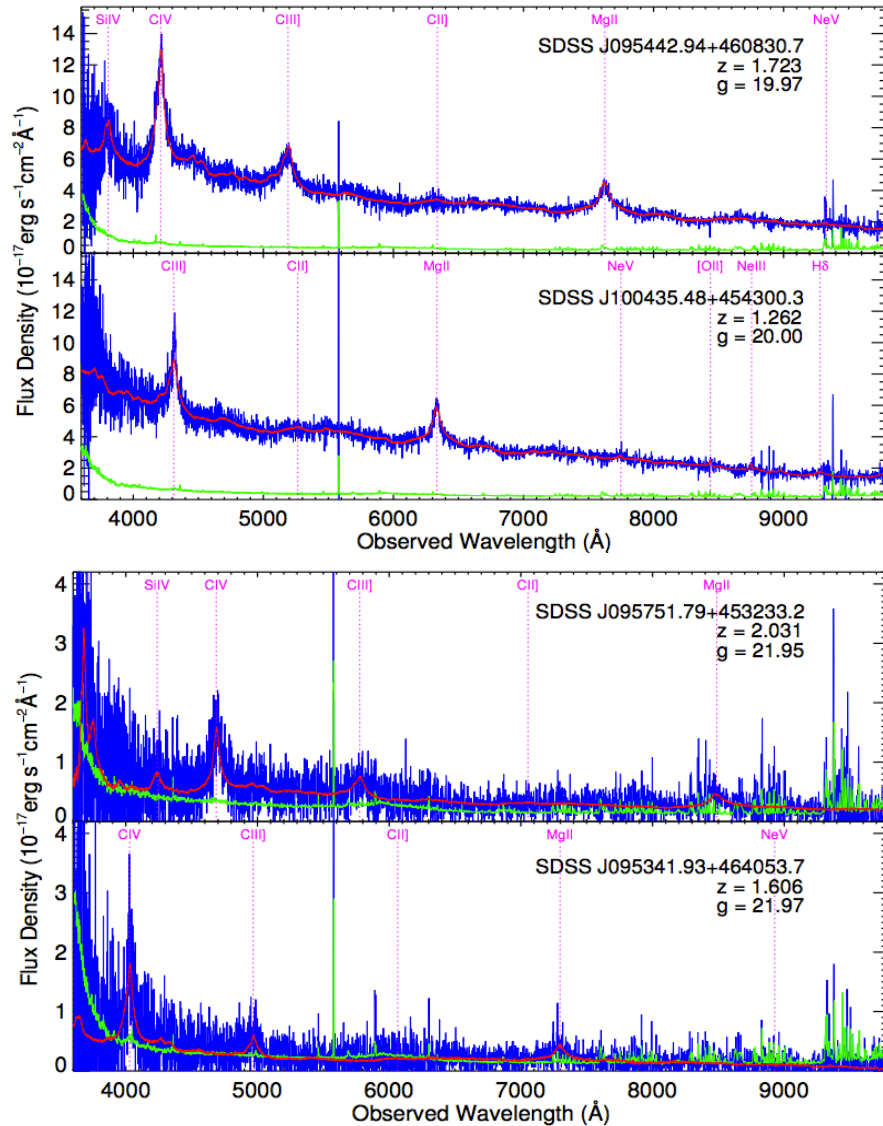 SiIV CIV CIII] CII] MgII NeV
SDSS J095442.94+460830.7
z = 1.723
g = 19.97
14
12
10
8
6
4
2
0
CIII] CII] MgII NeV [OII] NeIII Hδ
SDSS J100435.48+454300.3
z = 1.262
g = 20.00
14
12
10
8
6
4
2
0
Flux Density (10⁻¹⁷erg s⁻¹cm⁻²Å⁻¹)
4000 5000 6000 7000 8000 9000
Observed Wavelength (Å)
SiIV CIV CIII] CII] MgII
SDSS J095751.79+453233.2
z = 2.031
g = 21.95
4
3
2
1
0
CIV CIII] CII] MgII NeV
SDSS J095341.93+464053.7
z = 1.606
g = 21.97
4
3
2
1
0
Flux Density (10⁻¹⁷erg s⁻¹cm⁻²Å⁻¹)
4000 5000 6000 7000 8000 9000
Observed Wavelength (Å)